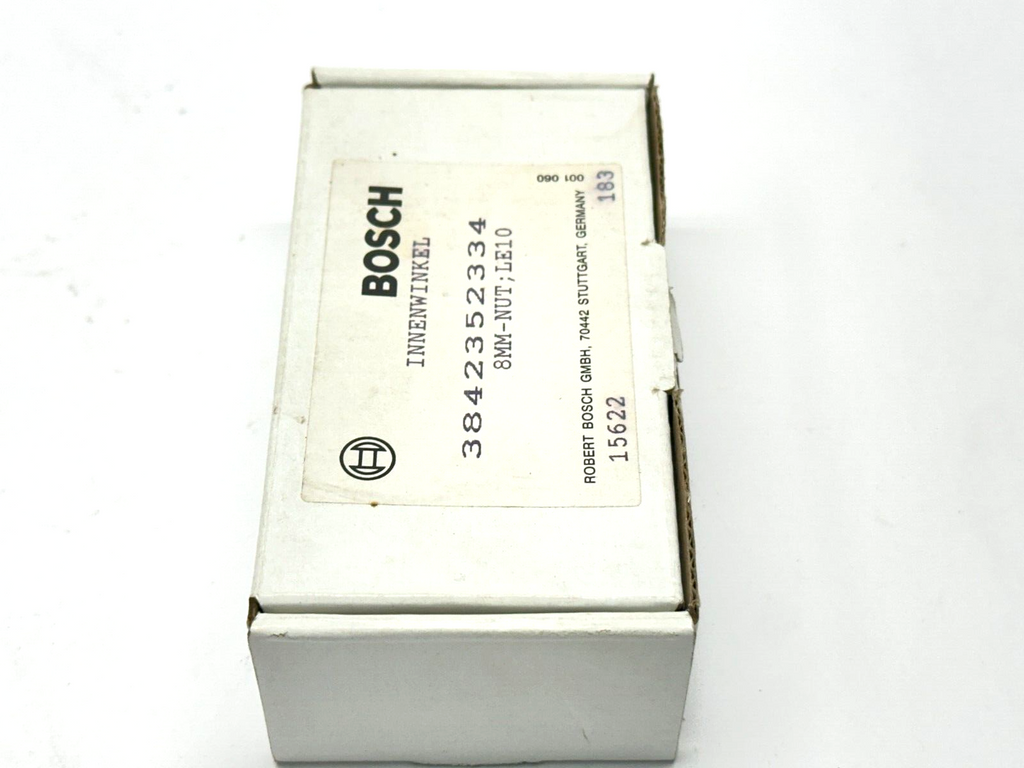 BOSCH
INNENWINKEL
3842352334
8MM-NUT;LE10
ROBERT BOSCH GMBH, 70442 STUTTGART, GERMANY
15622
183
001 060